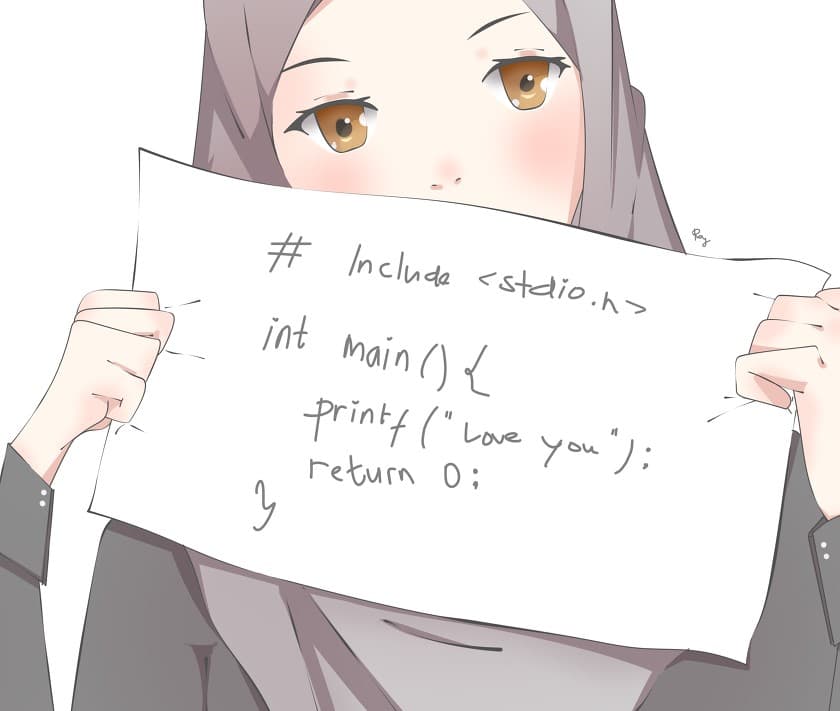 # Include <stdio.h>
int main() {
printf ("Love you");
return 0;
}